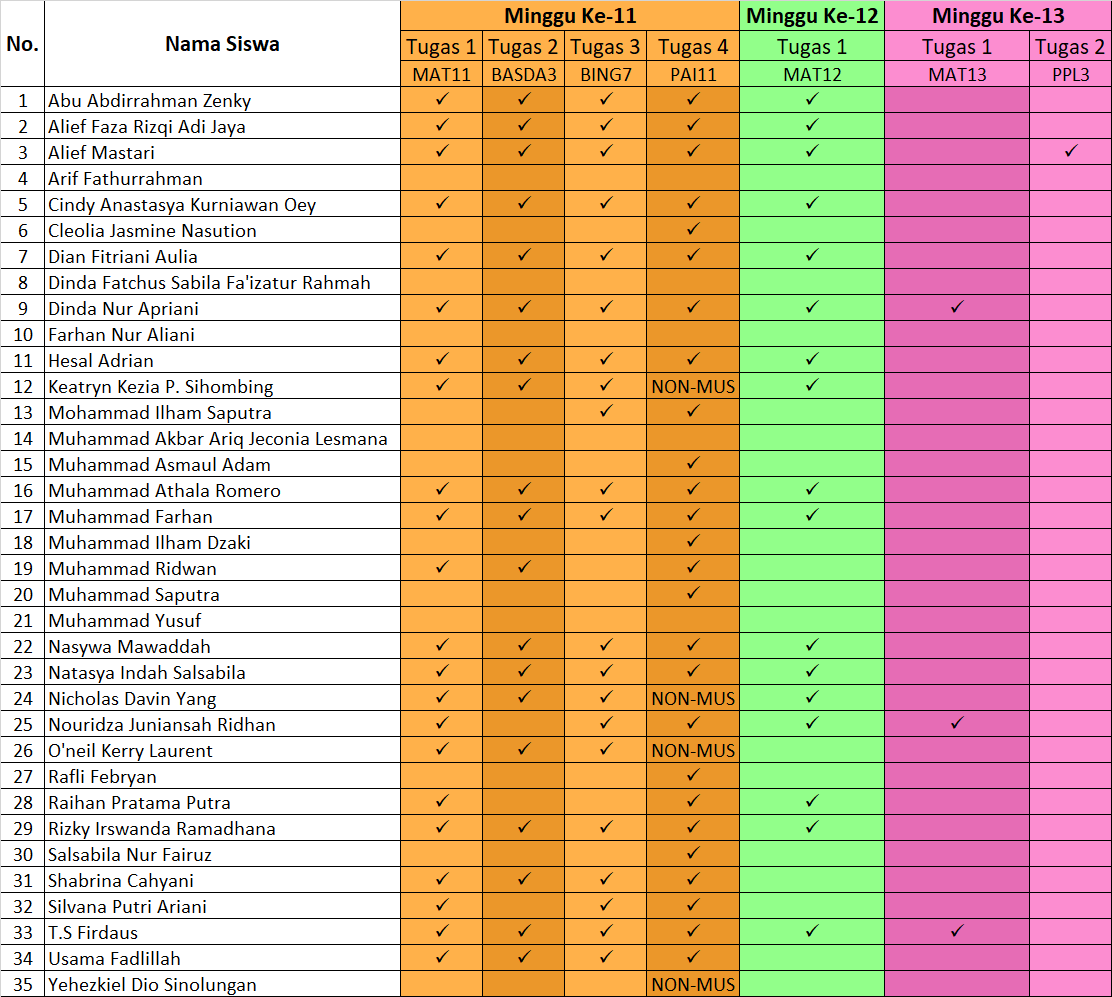 No. Nama Siswa Minggu Ke-11 Minggu Ke-12 Minggu Ke-13
Tugas 1 Tugas 2 Tugas 3 Tugas 4 Tugas 1 Tugas 1 Tugas 2
MAT11 BASDA3 BING7 PAI11 MAT12 MAT13 PPL3
1 Abu Abdirrahman Zenky ✓ ✓ ✓ ✓ ✓
2 Alief Faza Rizqi Adi Jaya ✓ ✓ ✓ ✓ ✓
3 Alief Mastari ✓ ✓ ✓ ✓ ✓ ✓
4 Arif Fathurrahman
5 Cindy Anastasya Kurniawan Oey ✓ ✓ ✓ ✓ ✓
6 Cleolia Jasmine Nasution ✓
7 Dian Fitriani Aulia ✓ ✓ ✓ ✓ ✓
8 Dinda Fatchus Sabila Fa'izatur Rahmah
9 Dinda Nur Apriani ✓ ✓ ✓ ✓ ✓ ✓
10 Farhan Nur Aliani
11 Hesal Adrian ✓ ✓ ✓ ✓ ✓
12 Keatryn Kezia P. Sihombing ✓ ✓ ✓ NON-MUS ✓
13 Mohammad Ilham Saputra ✓ ✓
14 Muhammad Akbar Ariq Jeconia Lesmana
15 Muhammad Asmaul Adam ✓
16 Muhammad Athala Romero ✓ ✓ ✓ ✓ ✓
17 Muhammad Farhan ✓ ✓ ✓ ✓ ✓
18 Muhammad Ilham Dzaki ✓
19 Muhammad Ridwan ✓ ✓ ✓
20 Muhammad Saputra ✓
21 Muhammad Yusuf
22 Nasywa Mawaddah ✓ ✓ ✓ ✓ ✓
23 Natasya Indah Salsabila ✓ ✓ ✓ ✓ ✓
24 Nicholas Davin Yang ✓ ✓ ✓ NON-MUS ✓
25 Nouridza Juniansah Ridhan ✓ ✓ ✓ ✓ ✓
26 O'neil Kerry Laurent ✓ ✓ ✓ NON-MUS
27 Rafli Febryan ✓
28 Raihan Pratama Putra ✓ ✓ ✓
29 Rizky Irswanda Ramadhana ✓ ✓ ✓ ✓ ✓
30 Salsabila Nur Fairuz ✓
31 Shabrina Cahyani ✓ ✓ ✓ ✓
32 Silvana Putri Ariani ✓ ✓ ✓
33 T.S Firdaus ✓ ✓ ✓ ✓ ✓ ✓
34 Usama Fadlillah ✓ ✓ ✓ ✓
35 Yehezkiel Dio Sinolungan NON-MUS